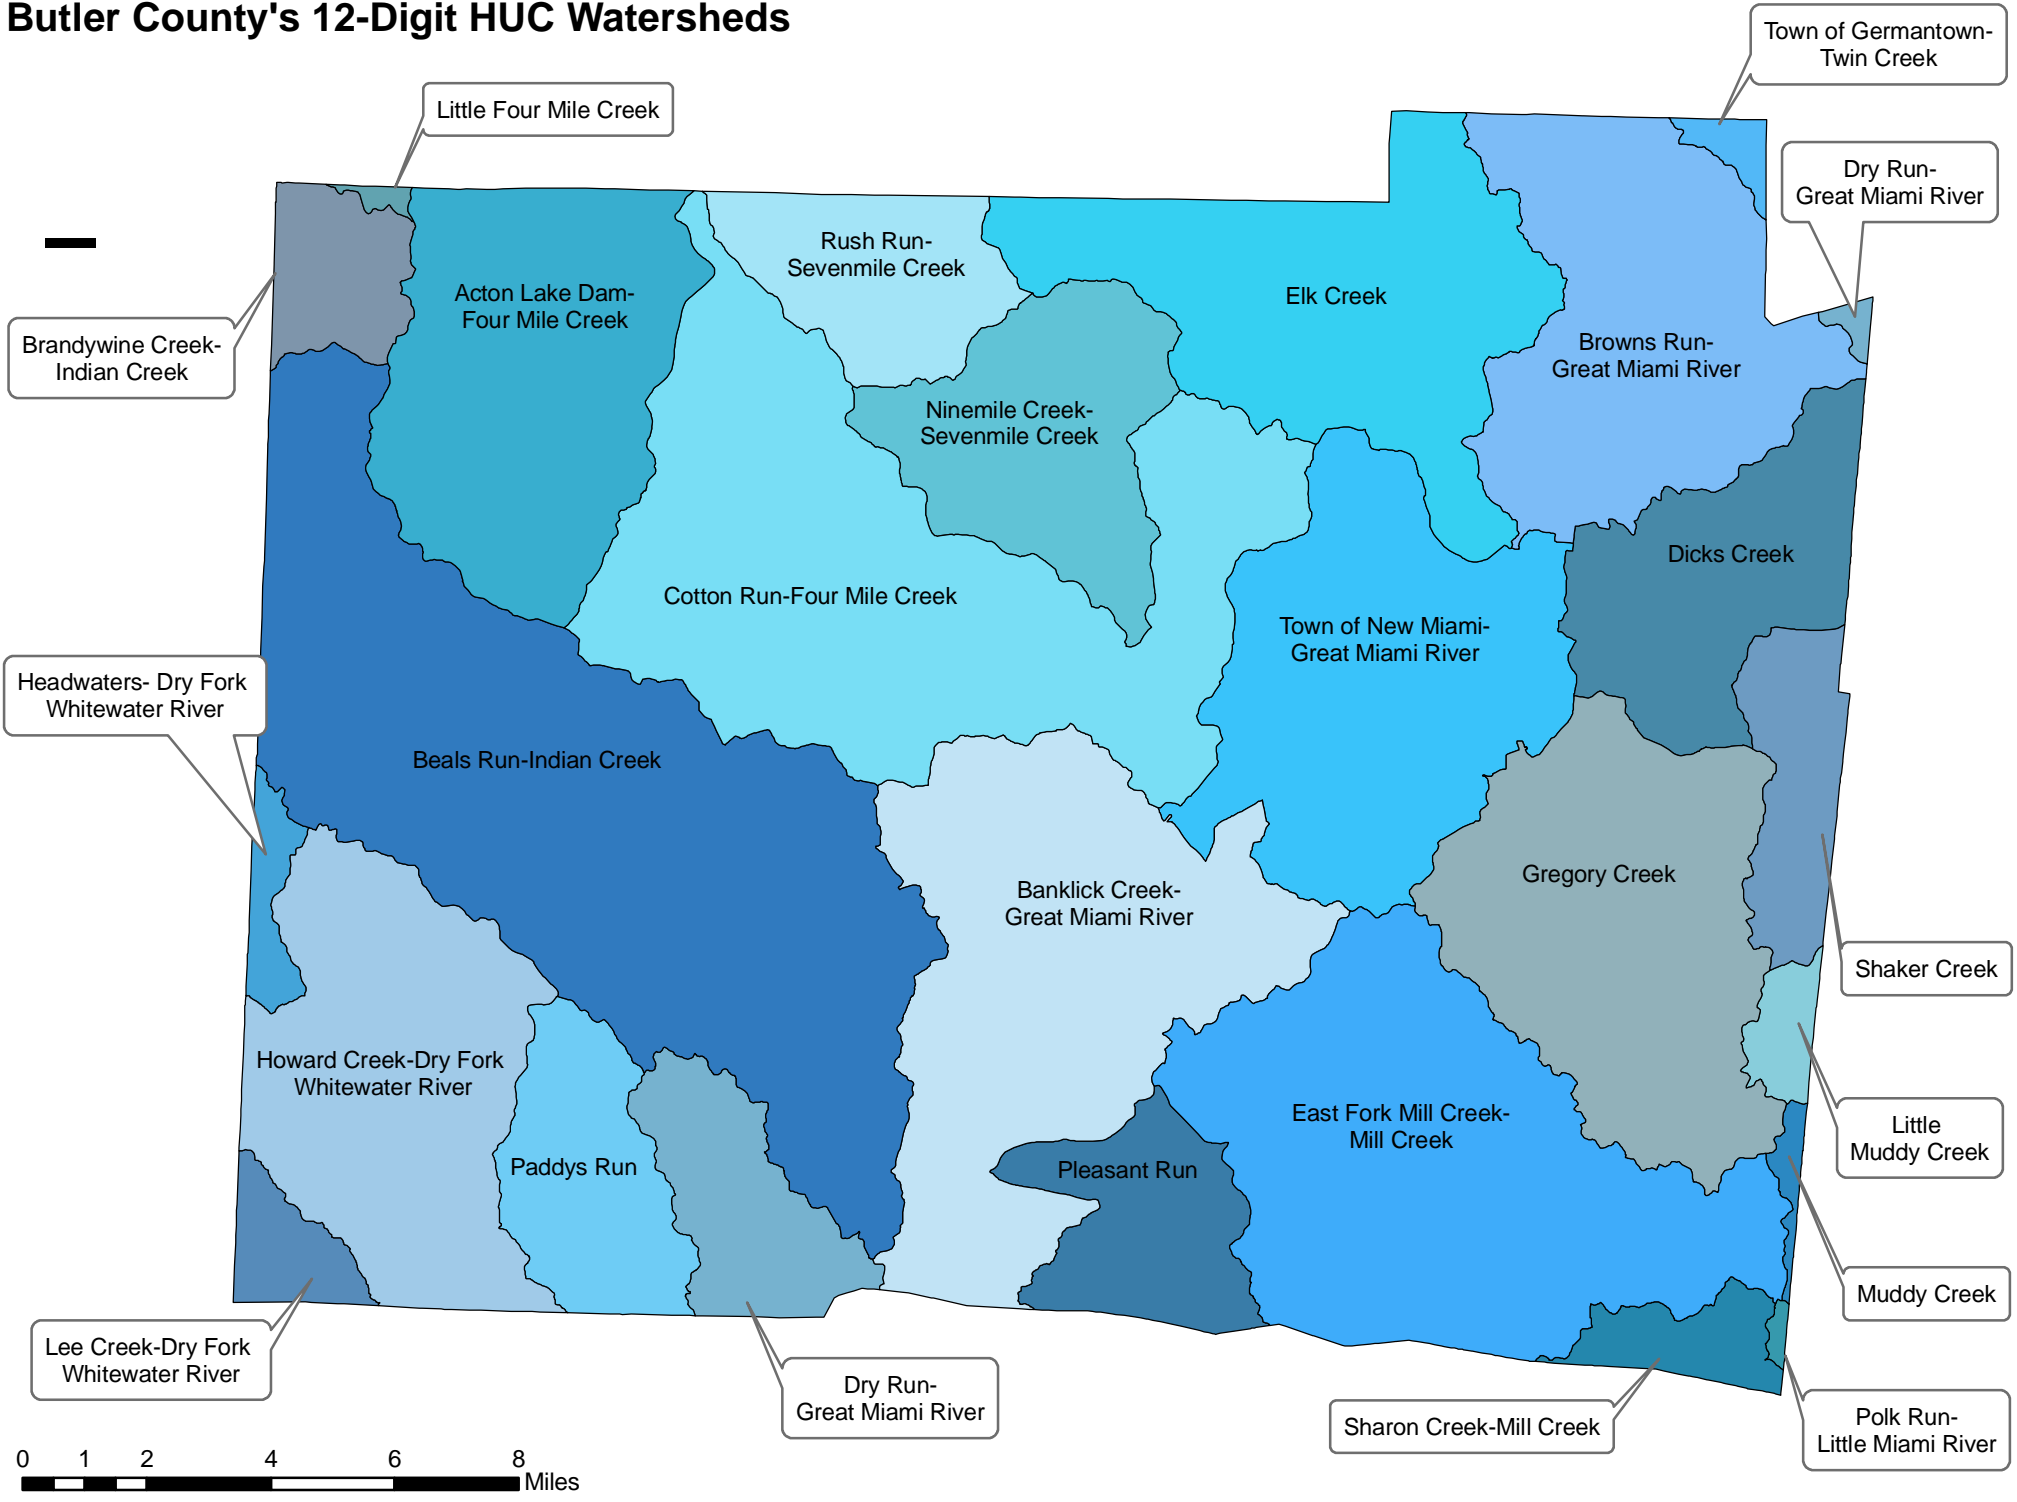 Butler County's 12-Digit HUC Watersheds
Town of Germantown-
Twin Creek
Little Four Mile Creek
Dry Run-
Great Miami River
Rush Run-
Sevenmile Creek
Acton Lake Dam-
Four Mile Creek
Elk Creek
Brandywine Creek-
Indian Creek
Browns Run-
Great Miami River
Ninemile Creek-
Sevenmile Creek
Dicks Creek
Cotton Run-Four Mile Creek
Town of New Miami-
Great Miami River
Headwaters- Dry Fork
Whitewater River
Beals Run-Indian Creek
Gregory Creek
Banklick Creek-
Great Miami River
Shaker Creek
Howard Creek-Dry Fork
Whitewater River
East Fork Mill Creek-
Mill Creek
Little
Muddy Creek
Paddys Run
Pleasant Run
Muddy Creek
Lee Creek-Dry Fork
Whitewater River
Dry Run-
Great Miami River
Sharon Creek-Mill Creek
Polk Run-
Little Miami River
0 1 2 4 6 8
Miles